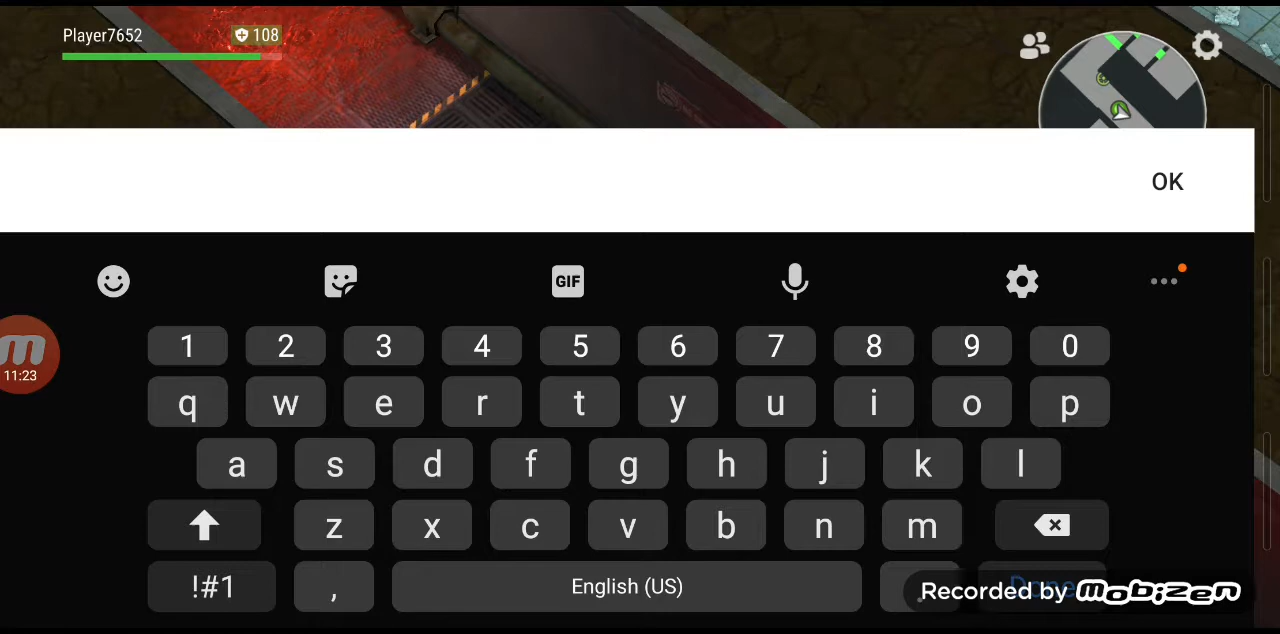 Player7652
108
OK
GIF
11:23
1 2 3 4 5 6 7 8 9 0
q w e r t y u i o p
a s d f g h j k l
z x c v b n m
!#1 , English (US) Done
Recorded by mobizen